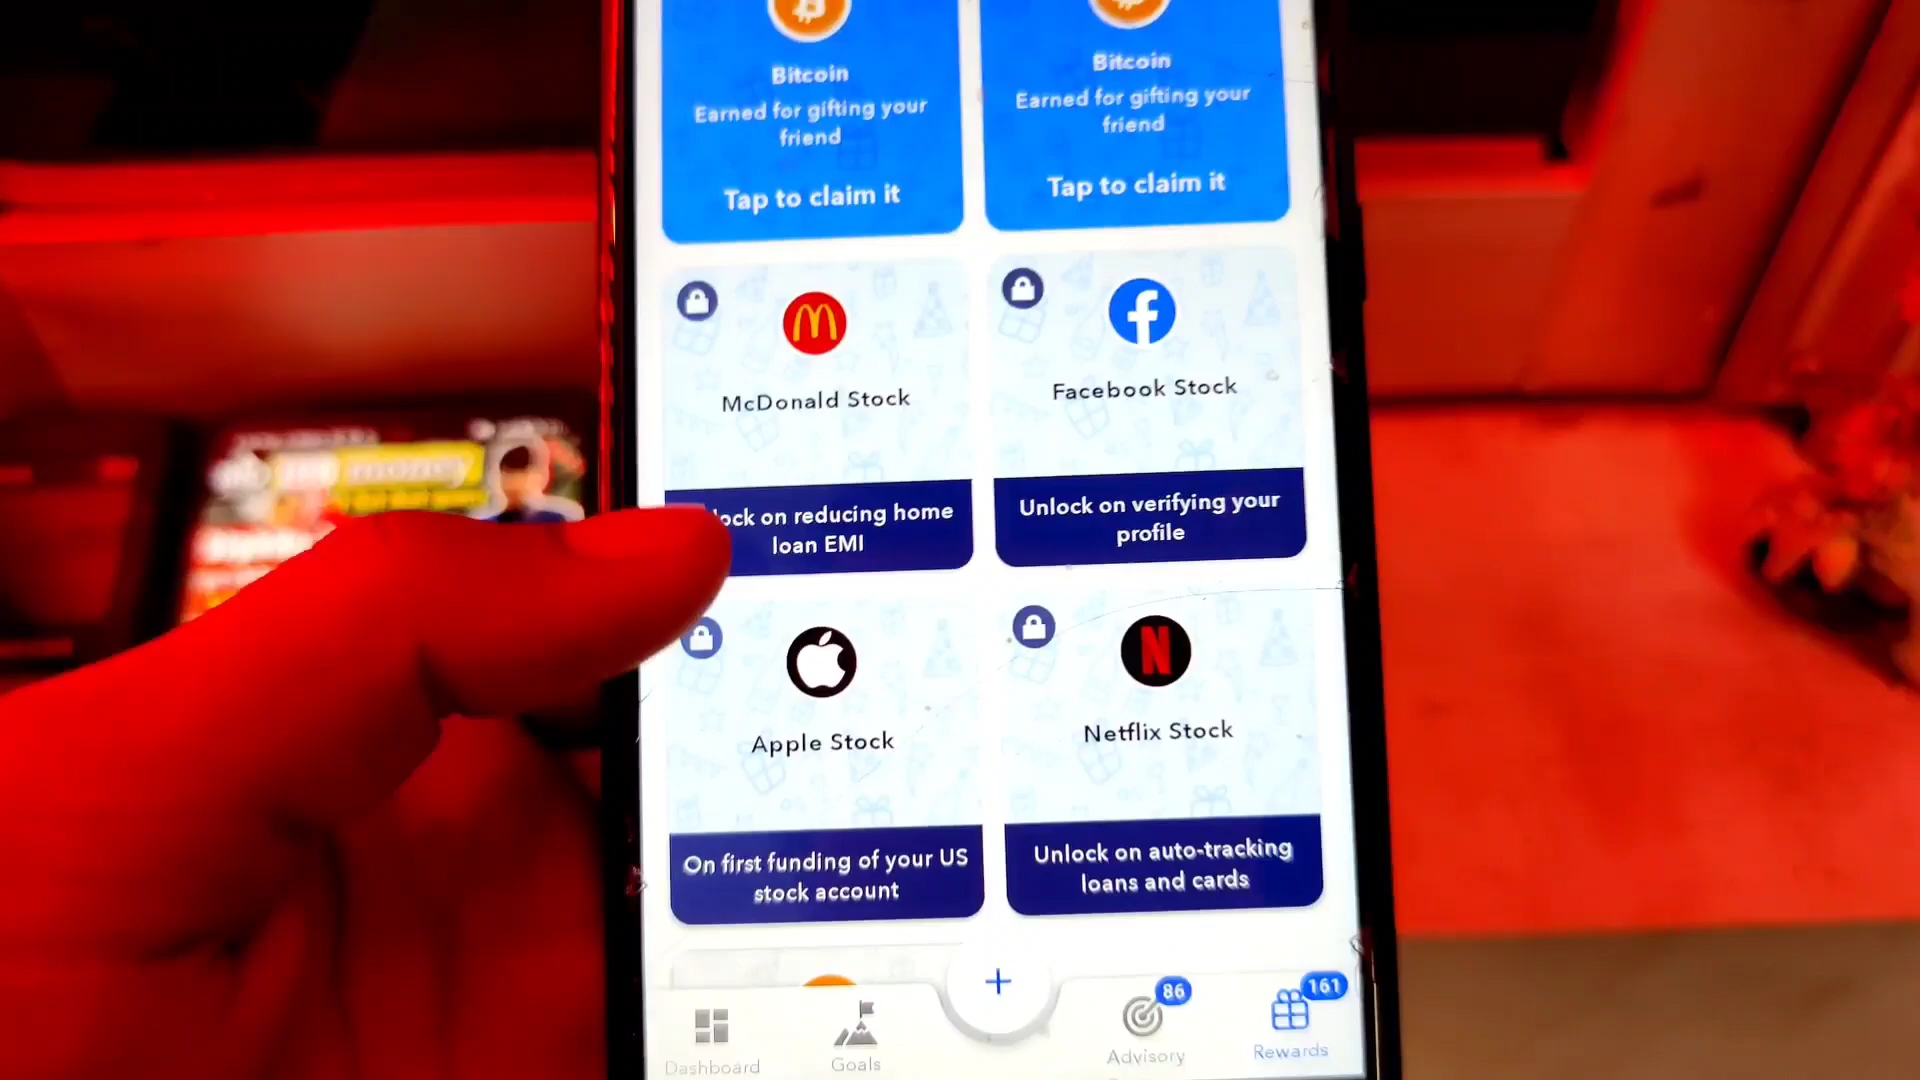 Bitcoin
Earned for gifting your
friend
Tap to claim it
Bitcoin
Earned for gifting your
friend
Tap to claim it
McDonald Stock
ock on reducing home
loan EMI
Facebook Stock
Unlock on verifying your
profile
Apple Stock
On first funding of your US
stock account
N
Netflix Stock
Unlock on auto-tracking
loans and cards
+
Dashboard
Goals
86
Advisory
161
Rewards
money